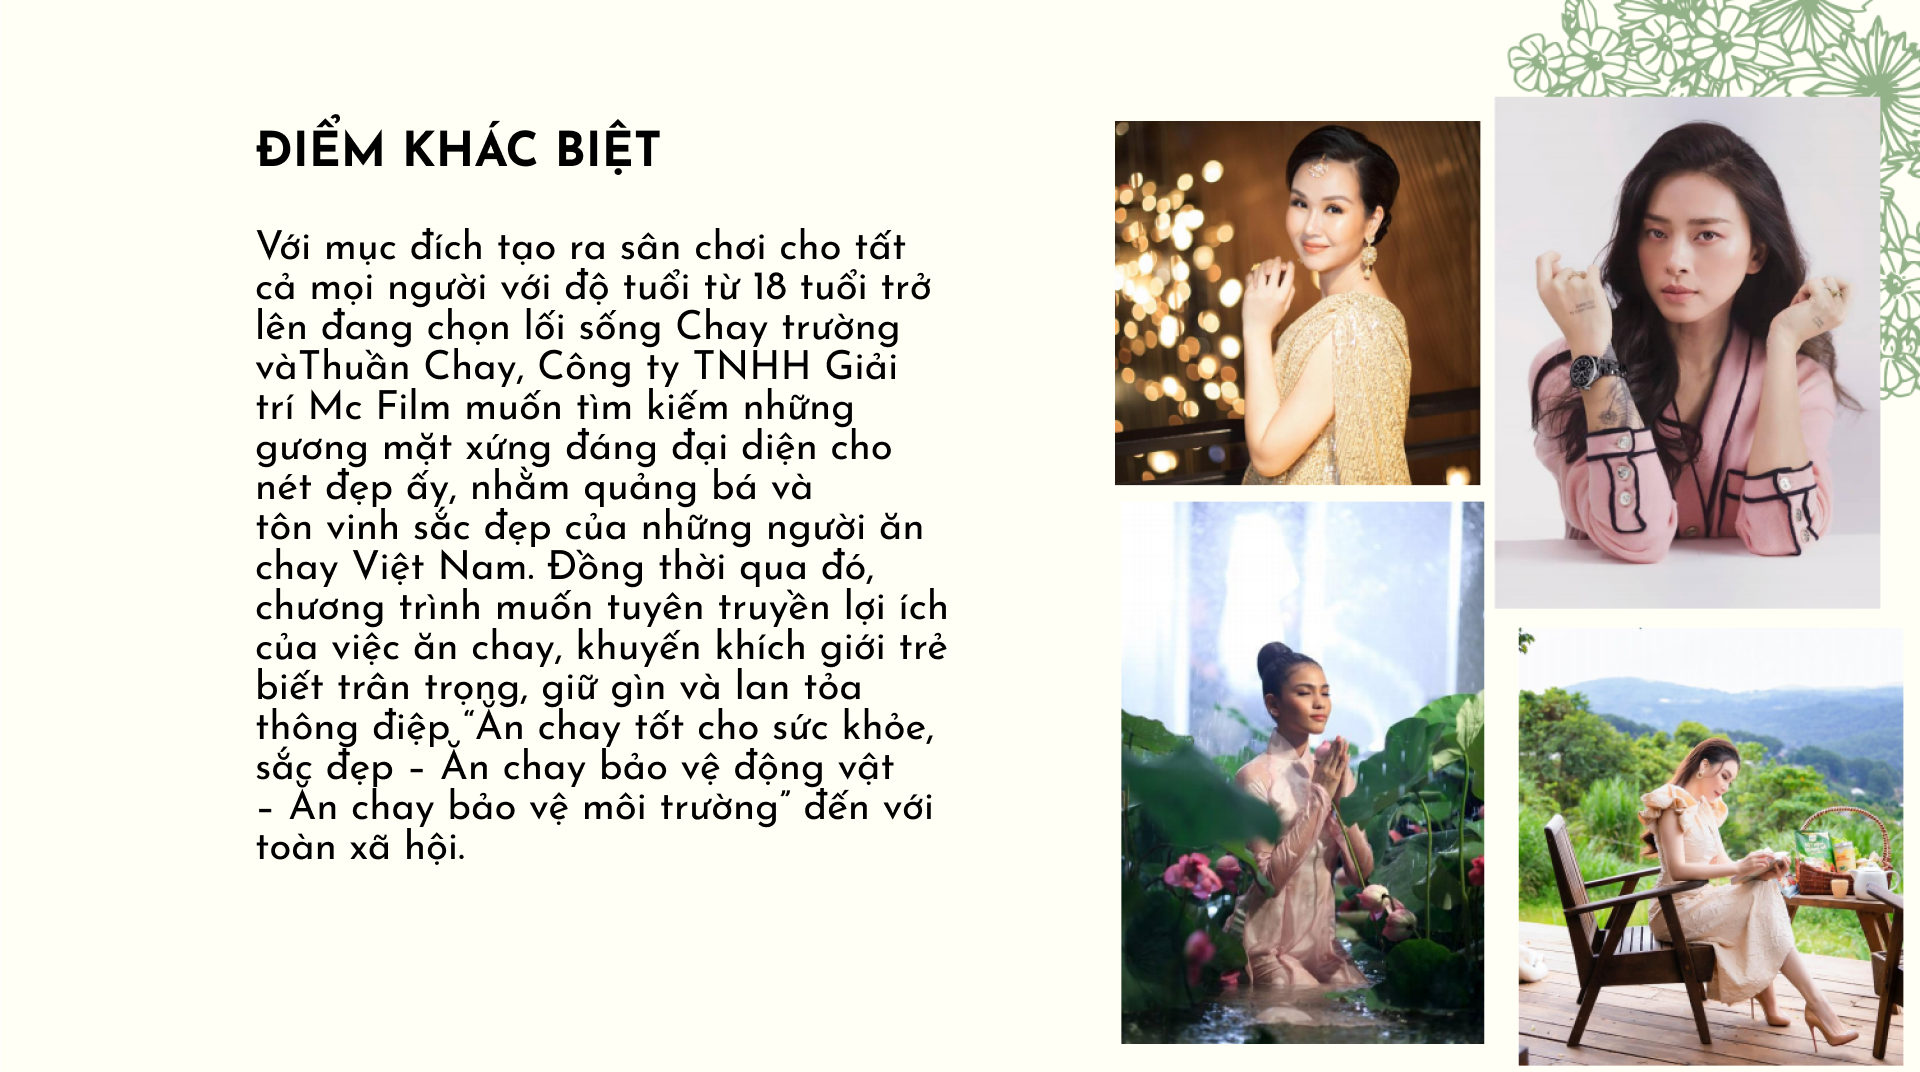 ĐIỂM KHÁC BIỆT
Với mục đích tạo ra sân chơi cho tất
cả mọi người với độ tuổi từ 18 tuổi trở
lên đang chọn lối sống Chay trường
vàThuần Chay, Công ty TNHH Giải
trí Mc Film muốn tìm kiếm những
gương mặt xứng đáng đại diện cho
nét đẹp ấy, nhằm quảng bá và
tôn vinh sắc đẹp của những người ăn
chay Việt Nam. Đồng thời qua đó,
chương trình muốn tuyên truyền lợi ích
của việc ăn chay, khuyến khích giới trẻ
biết trân trọng, giữ gìn và lan tỏa
thông điệp “Ăn chay tốt cho sức khỏe,
sắc đẹp – Ăn chay bảo vệ động vật
– Ăn chay bảo vệ môi trường” đến với
toàn xã hội.